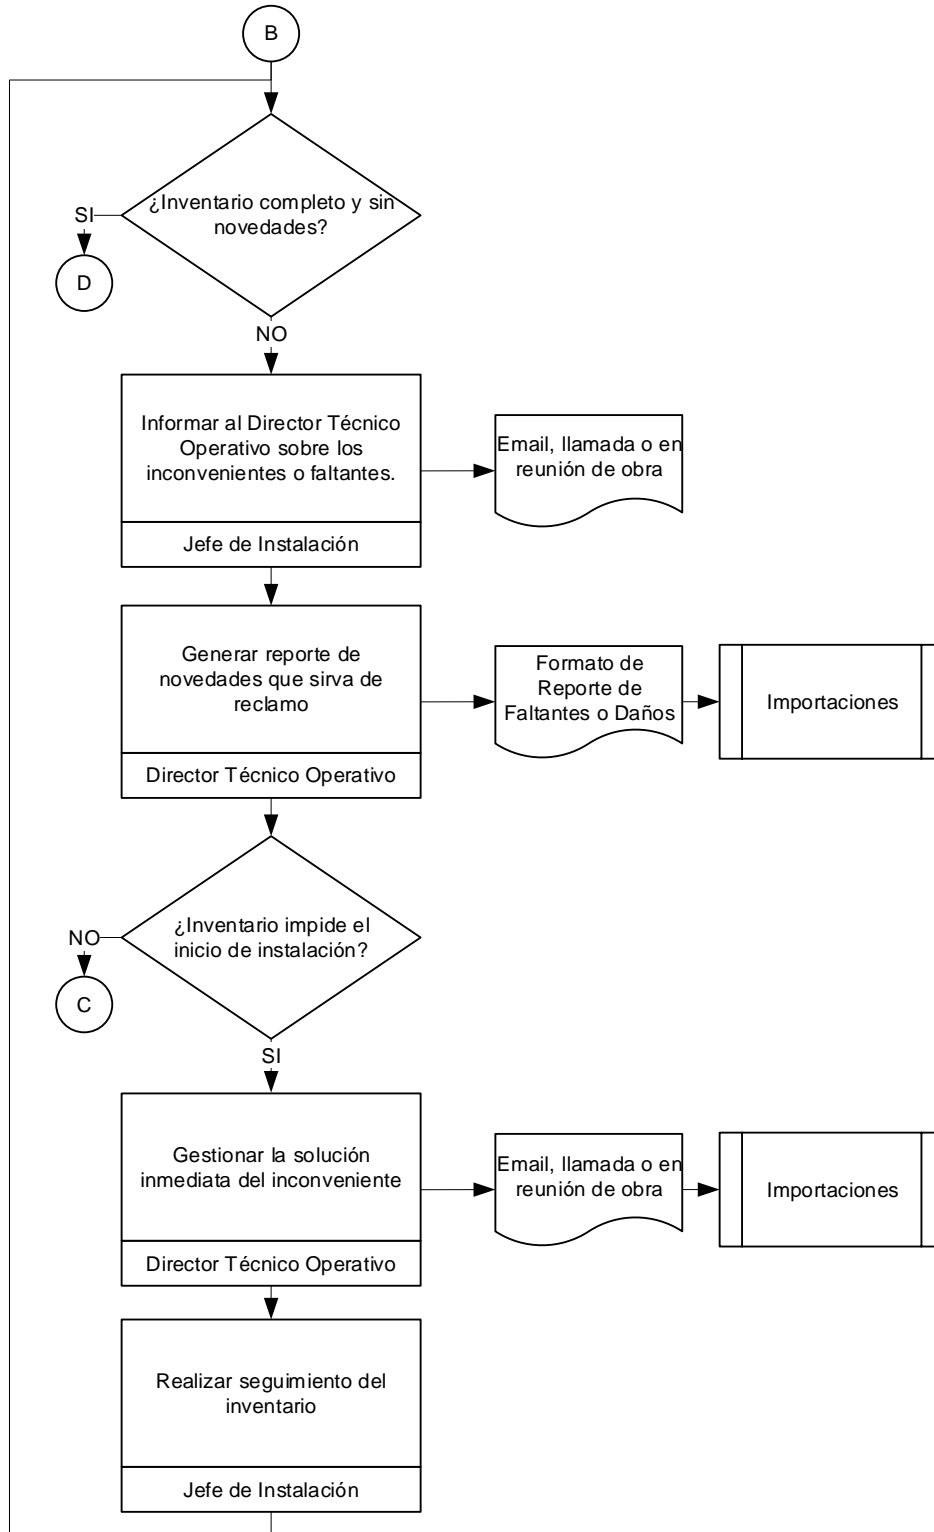 B
¿Inventario completo y sin
novedades?
SI
D
NO
Informar al Director Técnico
Operativo sobre los
inconvenientes o faltantes.
Jefe de Instalación
Email, llamada o en
reunión de obra
Generar reporte de
novedades que sirva de
reclamo
Director Técnico Operativo
Formato de
Reporte de
Faltantes o Daños
Importaciones
¿Inventario impide el
inicio de instalación?
NO
C
SI
Gestionar la solución
inmediata del inconveniente
Director Técnico Operativo
Email, llamada o en
reunión de obra
Importaciones
Realizar seguimiento del
inventario
Jefe de Instalación